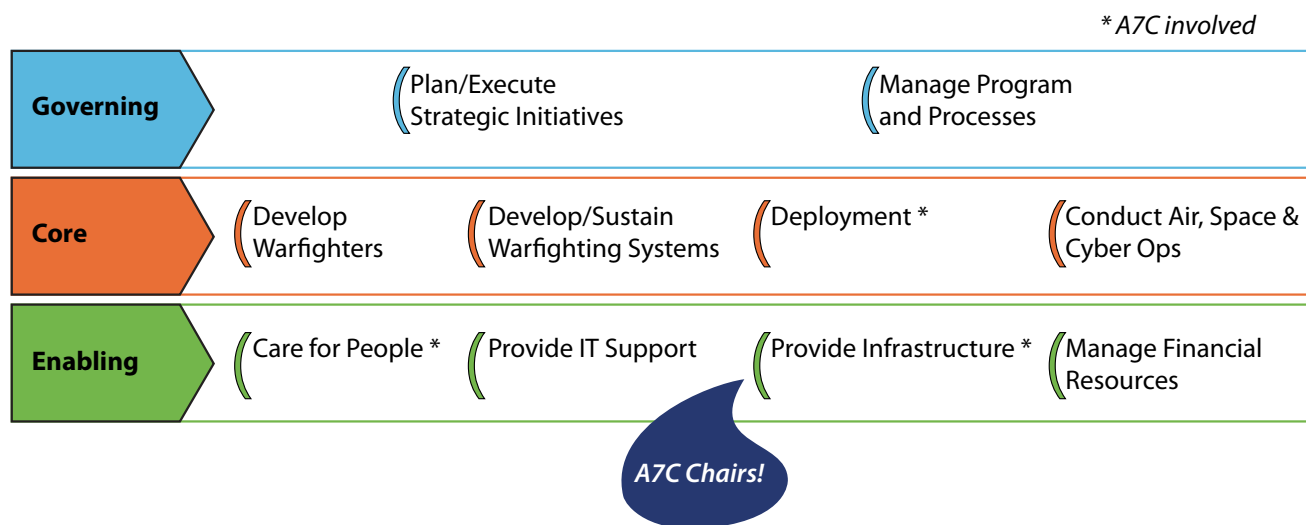 * A7C involved
Governing
Plan/Execute
Strategic Initiatives
Manage Program
and Processes
Core
Develop
Warfighters
Develop/Sustain
Warfighting Systems
Deployment *
Conduct Air, Space &
Cyber Ops
Enabling
Care for People *
Provide IT Support
Provide Infrastructure *
Manage Financial
Resources
A7C Chairs!